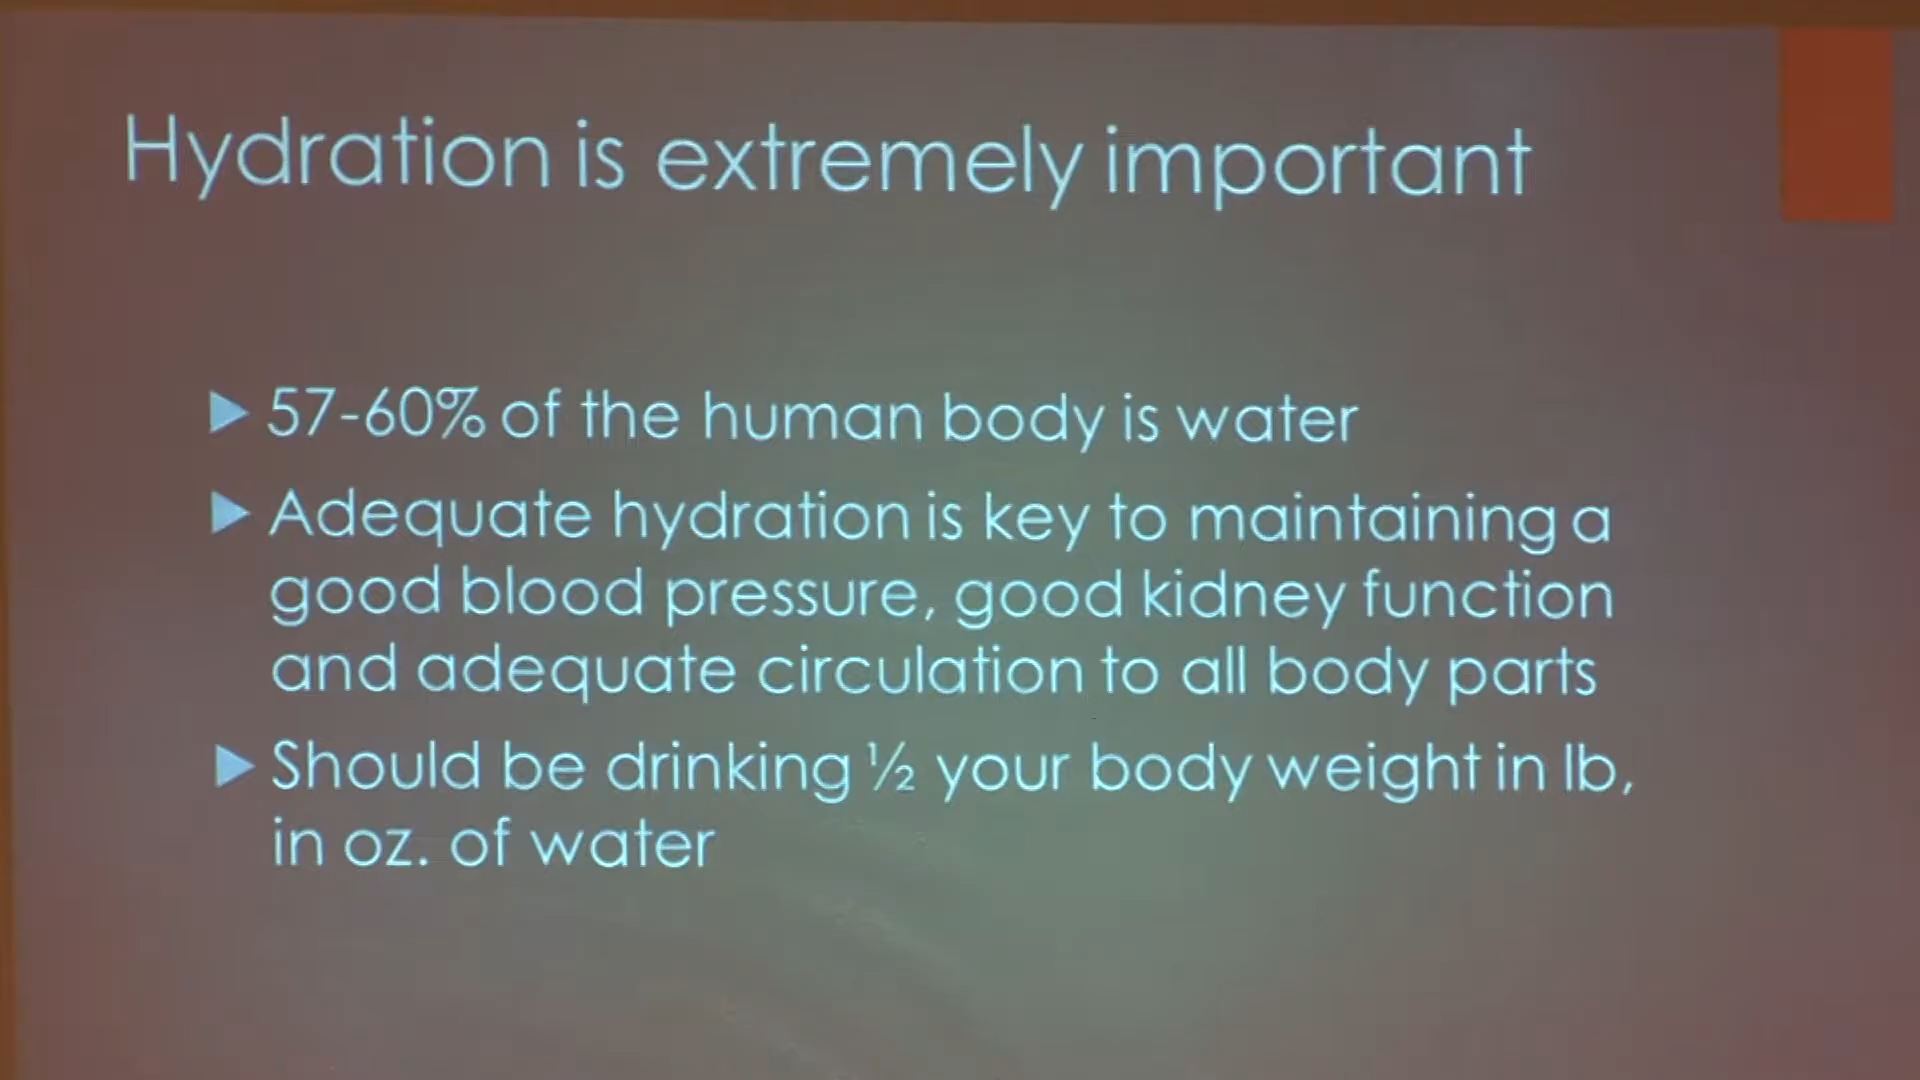 Hydration is extremely important
57-60% of the human body is water
Adequate hydration is key to maintaining a
good blood pressure, good kidney function
and adequate circulation to all body parts
Should be drinking ½ your body weight in lb,
in oz. of water